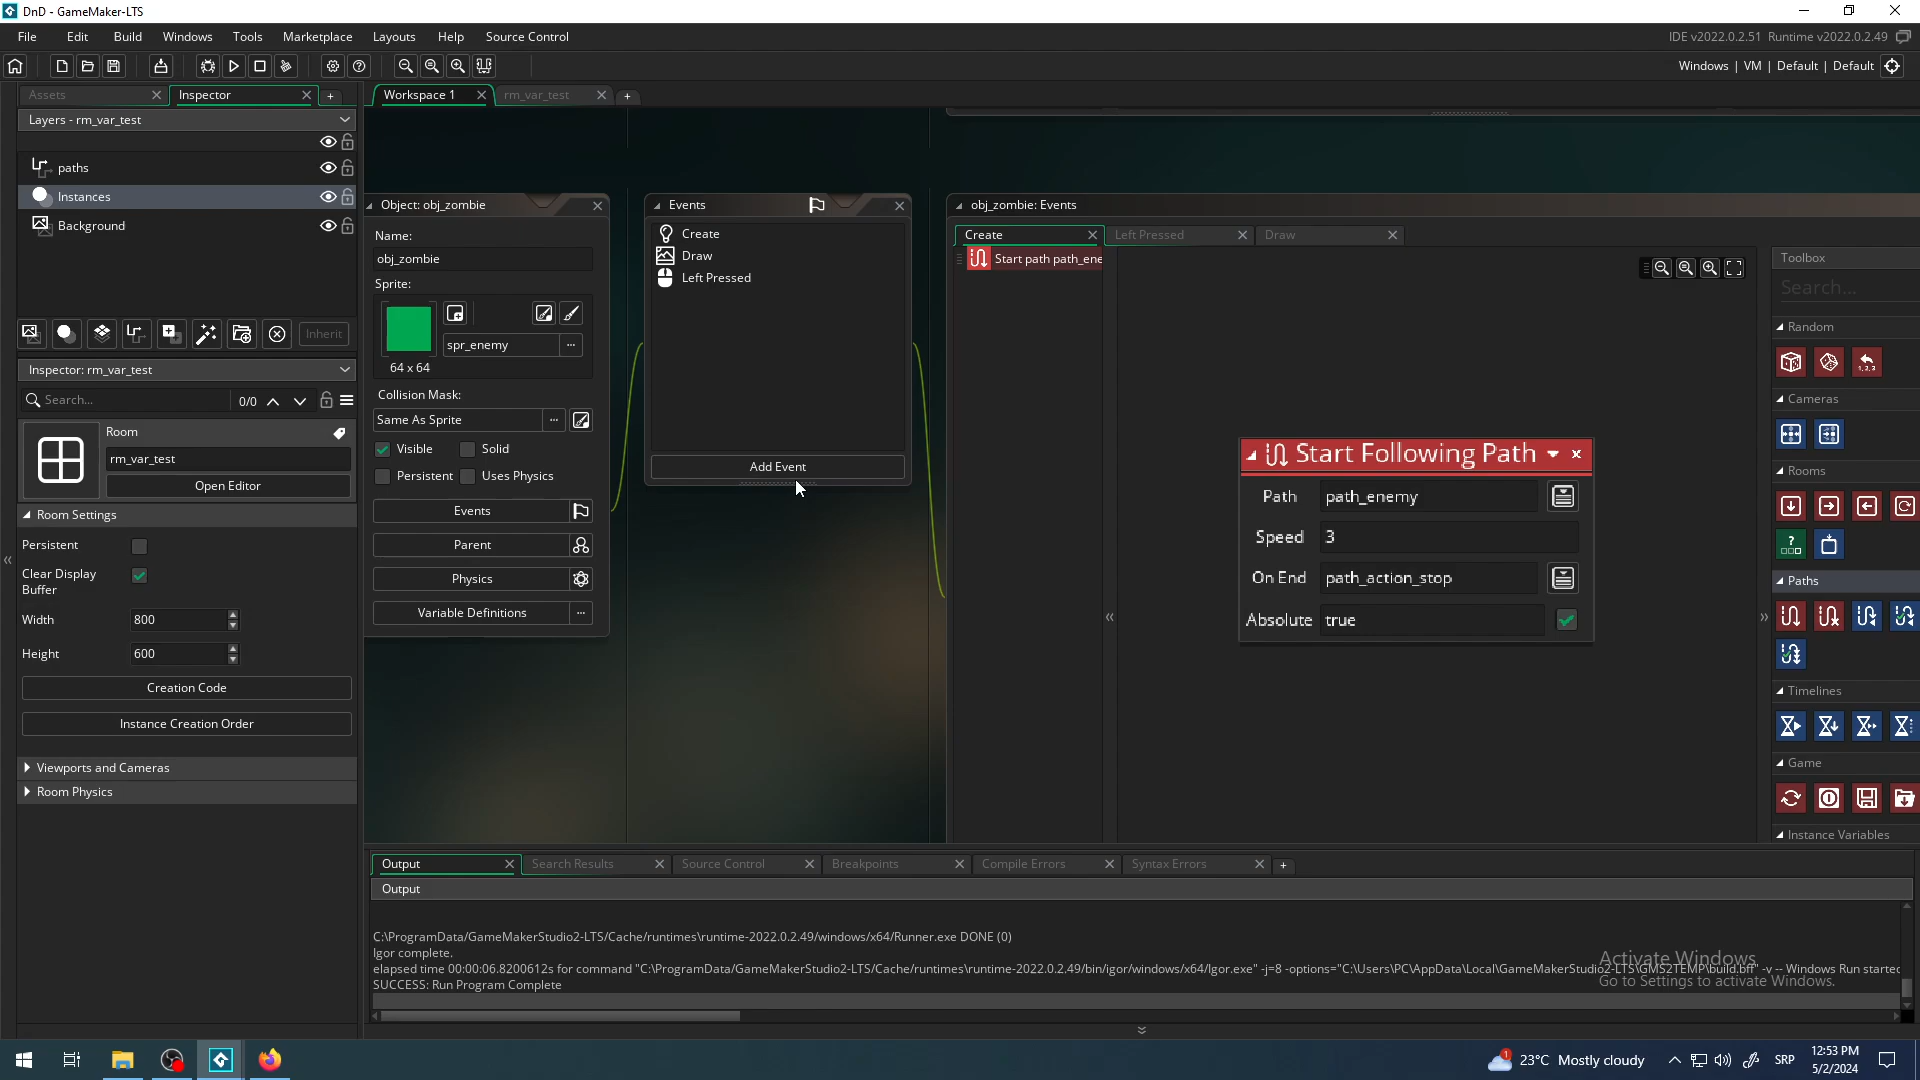 DnD - GameMaker-LTS
File Edit Build Windows Tools Marketplace Layouts Help Source Control
IDE v2022.0.2.51 Runtime v2022.0.2.49
Windows | VM | Default | Default
Assets
Inspector
Workspace 1
rm_var_test
Layers - rm_var_test
paths
Instances
Background
Inherit
Inspector: rm_var_test
Search...
0/0
Room
rm_var_test
Open Editor
Room Settings
Persistent
Clear Display
Buffer
Width
800
Height
600
Creation Code
Instance Creation Order
Viewports and Cameras
Room Physics
Object: obj_zombie
Name:
obj_zombie
Sprite:
spr_enemy
64 x 64
Collision Mask:
Same As Sprite
Visible
Solid
Persistent
Uses Physics
Events
Parent
Physics
Variable Definitions
Events
Create
Draw
Left Pressed
Add Event
obj_zombie: Events
Create
Left Pressed
Draw
Start path path_ene
Start Following Path
Path
path_enemy
Speed
3
On End
path_action_stop
Absolute
true
Toolbox
Search...
Random
1,2,3
Cameras
Rooms
Paths
Timelines
Game
Instance Variables
Output
Search Results
Source Control
Breakpoints
Compile Errors
Syntax Errors
Output
C:\ProgramData/GameMakerStudio2-LTS/Cache/runtimes\runtime-2022.0.2.49/windows/x64/Runner.exe DONE (0)
Igor complete.
elapsed time 00:00:06.8200612s for command "C:\ProgramData/GameMakerStudio2-LTS/Cache/runtimes\runtime-2022.0.2.49/bin/igor/windows/x64/Igor.exe" -j=8 -options="C:\Users\PC\AppData\Local\GameMakerStudio2-LTS\GMS2TEMP\build.bff" -v -- Windows Run starte
SUCCESS: Run Program Complete
Activate Windows
Go to Settings to activate Windows.
1
23°C Mostly cloudy
SRP
12:53 PM
5/2/2024